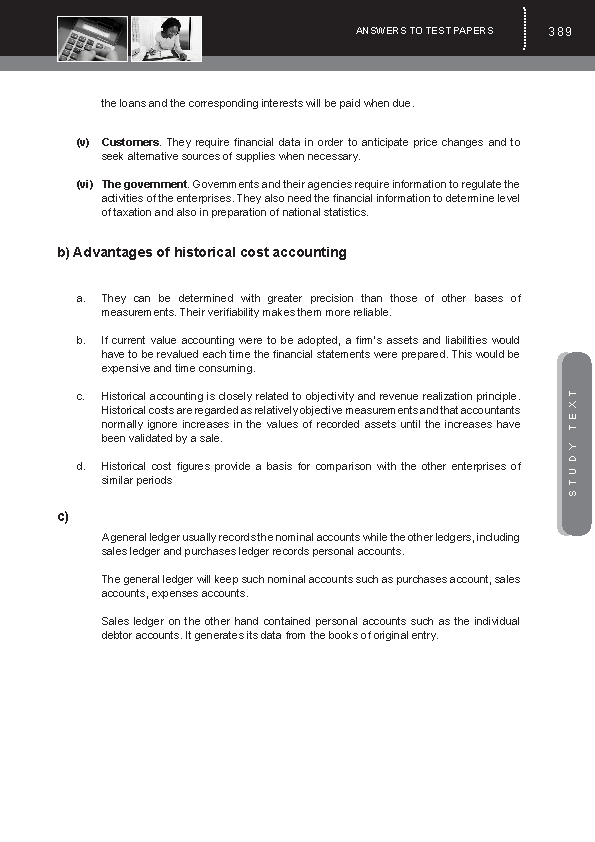 ANSWERS TO TEST PAPERS
389
the loans and the corresponding interests will be paid when due.
(v) Customers. They require financial data in order to anticipate price changes and to
seek alternative sources of supplies when necessary.
(vi) The government. Governments and their agencies require information to regulate the
activities of the enterprises. They also need the financial information to determine level
of taxation and also in preparation of national statistics.
b) Advantages of historical cost accounting
a. They can be determined with greater precision than those of other bases of
measurements. Their verifiability makes them more reliable.
b. If current value accounting were to be adopted, a firm's assets and liabilities would
have to be revalued each time the financial statements were prepared. This would be
expensive and time consuming.
c. Historical accounting is closely related to objectivity and revenue realization principle.
Historical costs are regarded as relatively objective measurements and that accountants
normally ignore increases in the values of recorded assets until the increases have
been validated by a sale.
d. Historical cost figures provide a basis for comparison with the other enterprises of
similar periods
c)
A general ledger usually records the nominal accounts while the other ledgers, including
sales ledger and purchases ledger records personal accounts.
The general ledger will keep such nominal accounts such as purchases account, sales
accounts, expenses accounts.
Sales ledger on the other hand contained personal accounts such as the individual
debtor accounts. It generates its data from the books of original entry.
STUDY TEXT